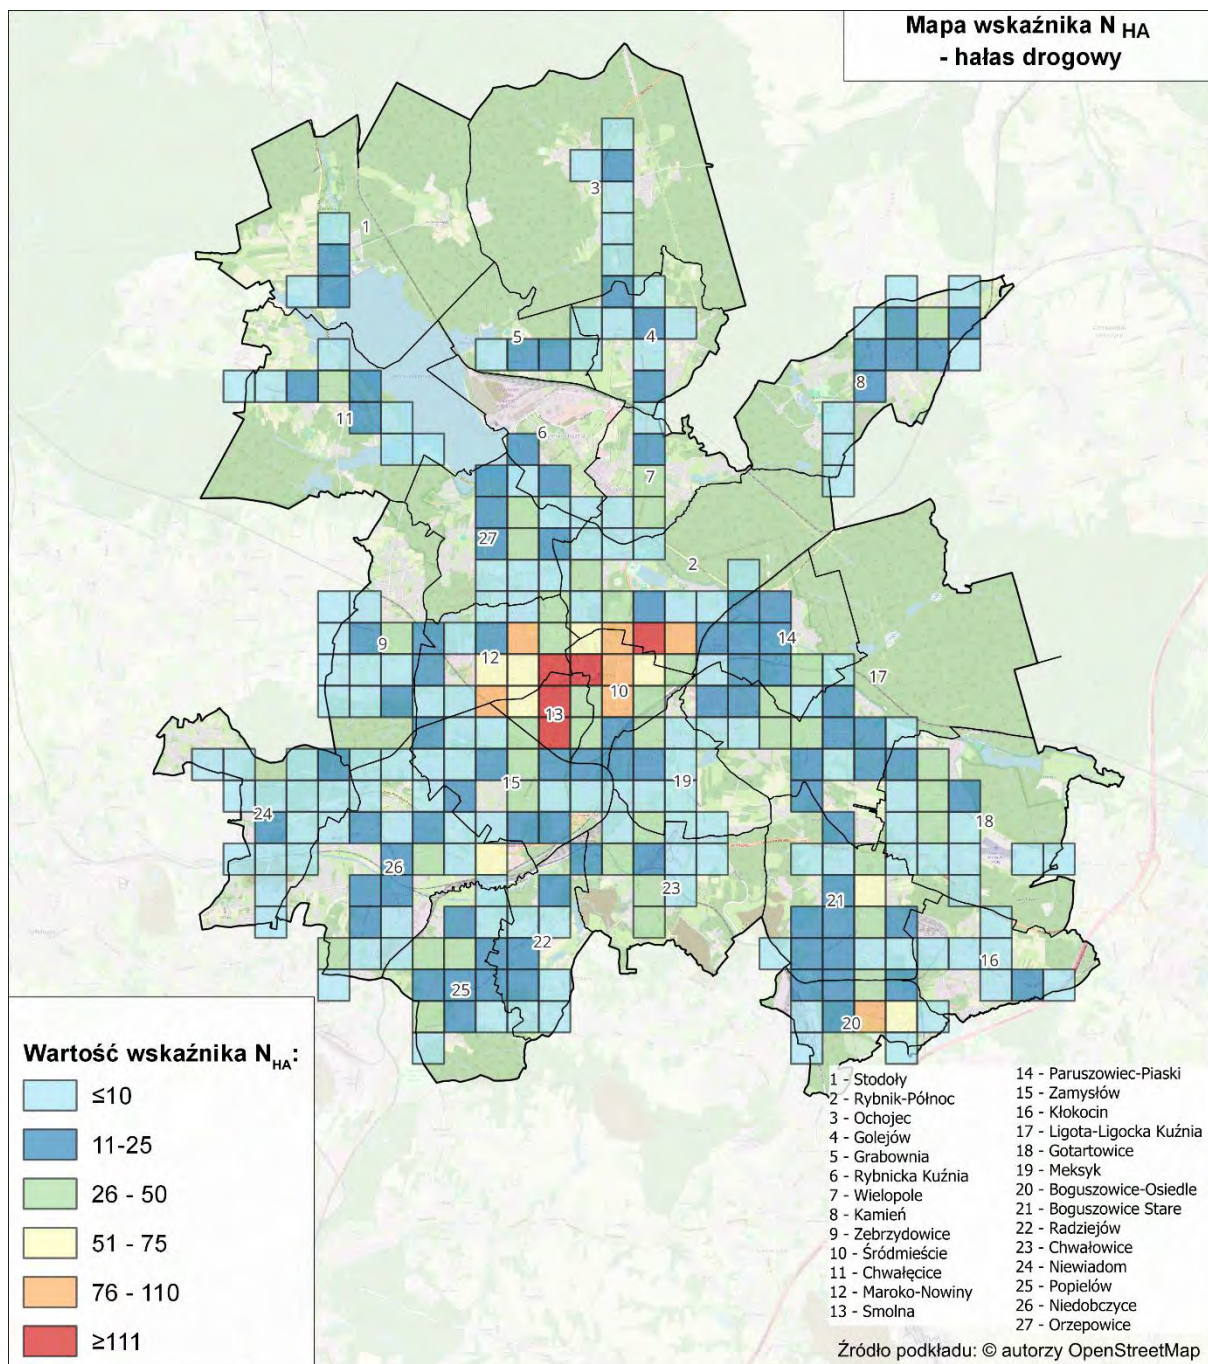 Mapa wskaźnika N HA
- hałas drogowy
3
1
5
4
8
11
6
7
27
2
9
12
14
10
17
13
15
19
24
18
26
21
23
22
16
25
20
Wartość wskaźnika NHA:
≤10
11-25
26 - 50
51 - 75
76 - 110
≥111
1 - Stodoły
2 - Rybnik-Północ
3 - Ochojec
4 - Golejów
5 - Grabownia
6 - Rybnicka Kuźnia
7 - Wielopole
8 - Kamień
9 - Zebrzydowice
10 - Śródmieście
11 - Chwałęcice
12 - Maroko-Nowiny
13 - Smolna
14 - Paruszowiec-Piaski
15 - Zamysłów
16 - Kłokocin
17 - Ligota-Ligocka Kuźnia
18 - Gotartowice
19 - Meksyk
20 - Boguszowice-Osiedle
21 - Boguszowice Stare
22 - Radziejów
23 - Chwałowice
24 - Niewiadom
25 - Popielów
26 - Niedobczyce
27 - Orzepowice
Źródło podkładu: © autorzy OpenStreetMap